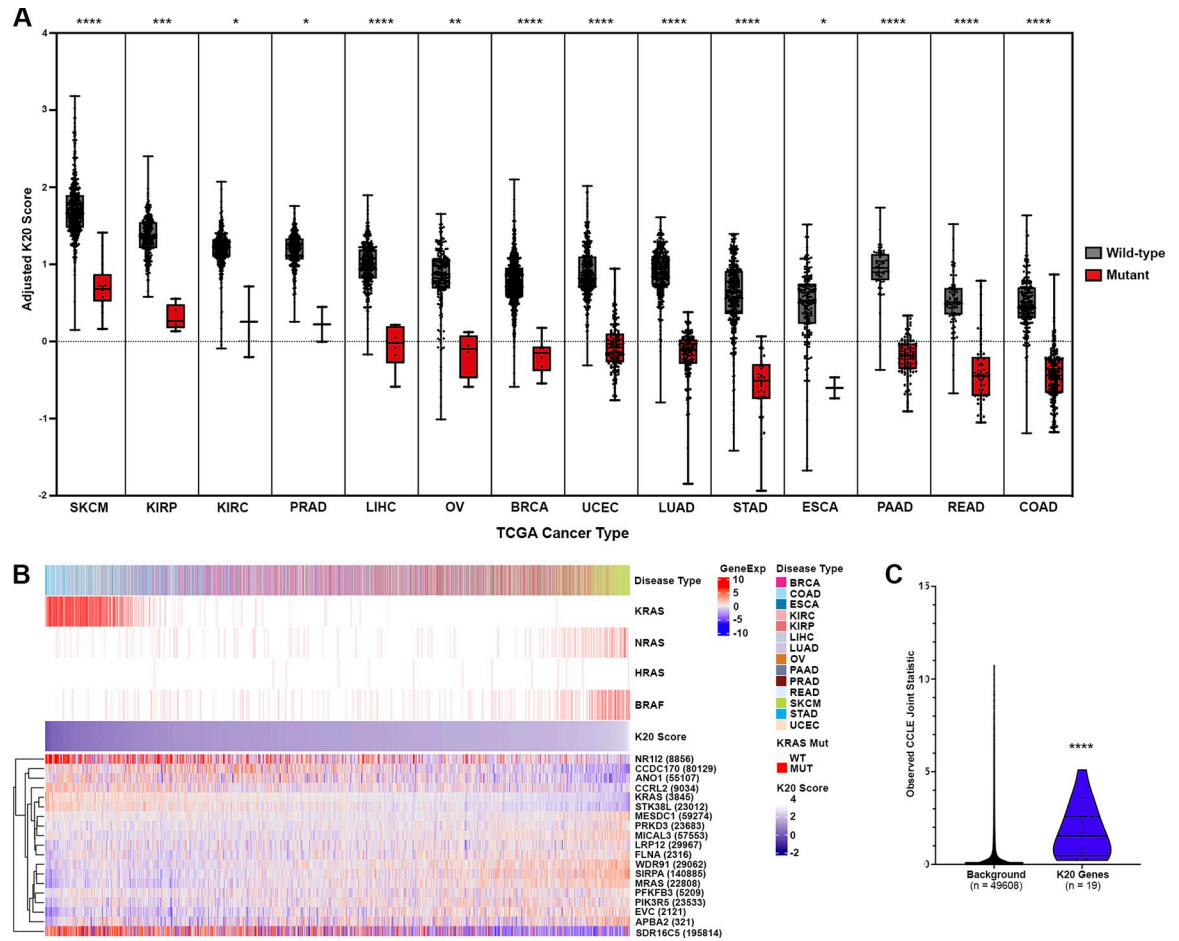 A
**** *** * * **** ** **** **** **** **** * **** **** ****
4
3
2
1
0
-1
-2
Adjusted K20 Score
SKCM KIRP KIRC PRAD LIHC OV BRCA UCEC LUAD STAD ESCA PAAD READ COAD
TCGA Cancer Type
Wild-type
Mutant
B
Disease Type
KRAS
NRAS
HRAS
BRAF
K20 Score
NR1I2 (8856)
CCDC170 (80129)
ANO1 (55107)
CCRL2 (9034)
KRAS (3845)
STK38L (23012)
MESDC1 (59274)
PRKD3 (23683)
MICAL3 (57553)
LRP12 (29967)
FLNA (2316)
WDR91 (29062)
SIRPA (140885)
MRAS (22808)
PFKFB3 (5209)
PIK3R5 (23533)
EVC (2121)
APBA2 (321)
SDR16C5 (195814)
GeneExp
10
5
0
-5
-10
Disease Type
BRCA
COAD
ESCA
KIRC
KIRP
LIHC
LUAD
OV
PAAD
PRAD
READ
SKCM
STAD
UCEC
KRAS Mut
WT
MUT
K20 Score
4
2
0
-2
C
15
10
5
0
Observed CCLE Joint Statistic
****
Background
(n = 49608)
K20 Genes
(n = 19)